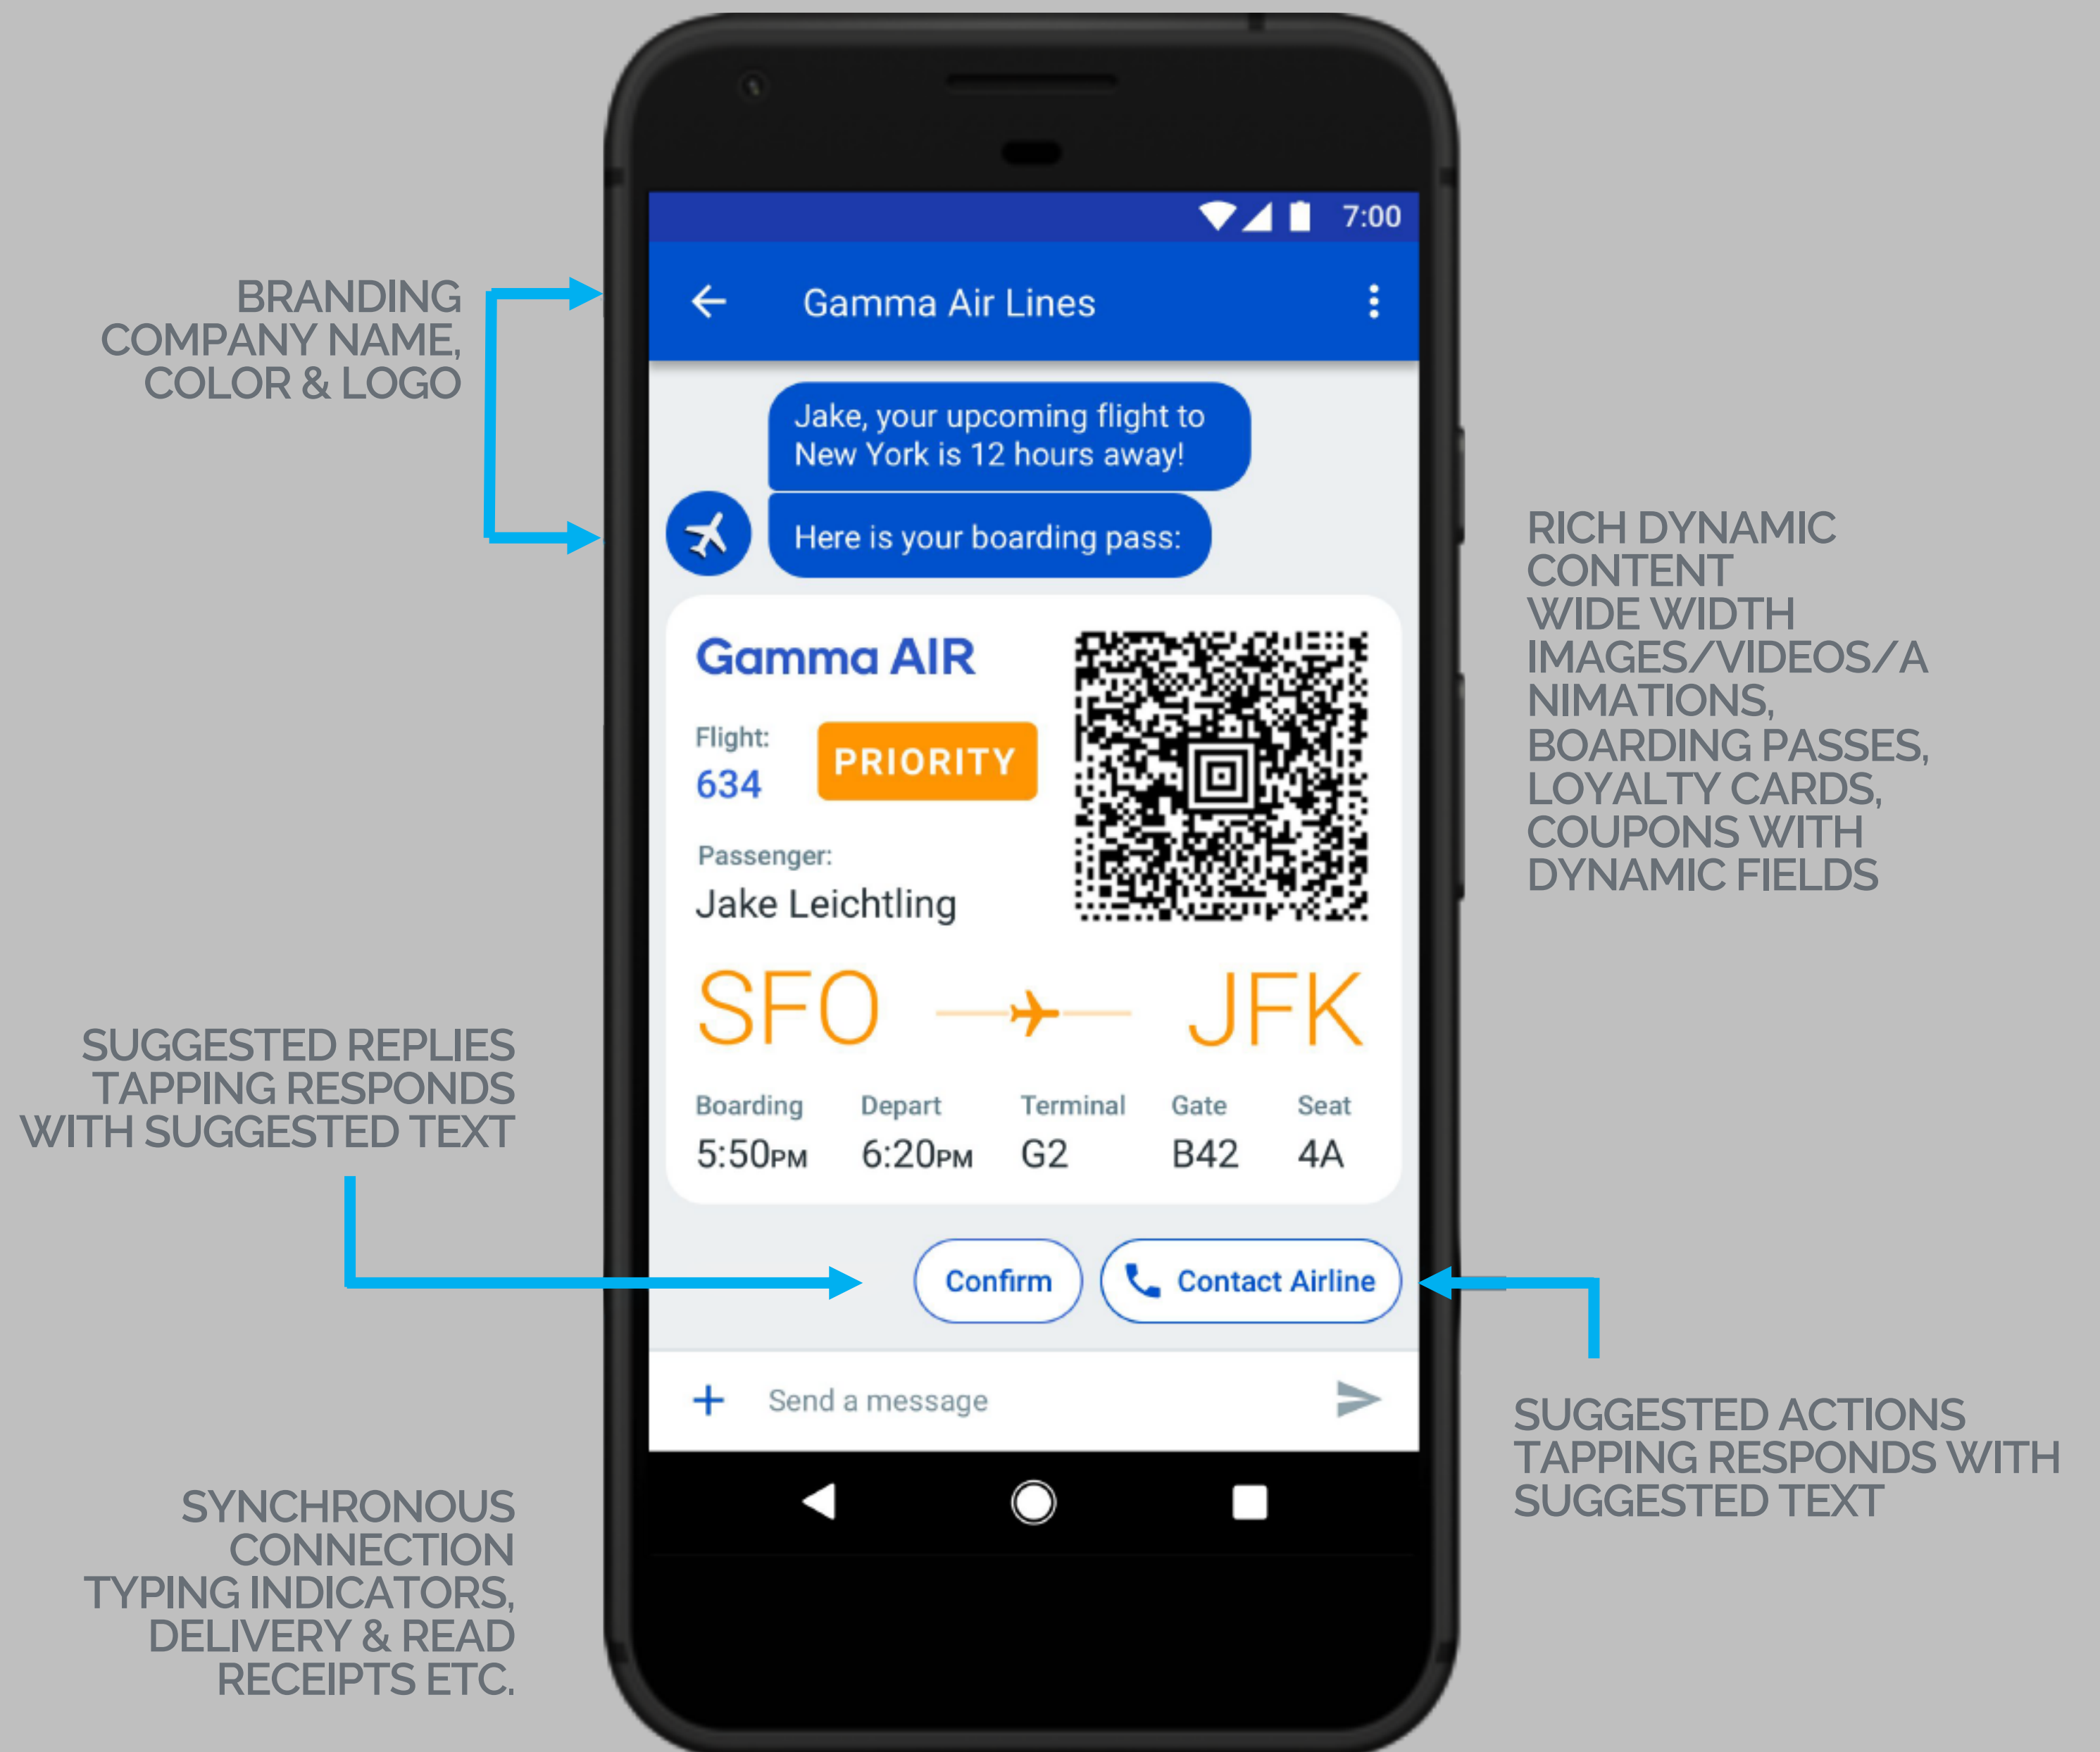 BRANDING
COMPANY NAME,
COLOR & LOGO
SUGGESTED REPLIES
TAPPING RESPONDS
WITH SUGGESTED TEXT
SYNCHRONOUS
CONNECTION
TYPING INDICATORS,
DELIVERY & READ
RECEIPTS ETC.
7:00
Gamma Air Lines
Jake, your upcoming flight to
New York is 12 hours away!
Here is your boarding pass:
Gamma AIR
Flight:
634
PRIORITY
Passenger:
Jake Leichtling
SFO JFK
Boarding Depart Terminal Gate Seat
5:50PM 6:20PM G2 B42 4A
Confirm Contact Airline
Send a message
RICH DYNAMIC
CONTENT
WIDE WIDTH
IMAGES/VIDEOS/A
NIMATIONS,
BOARDING PASSES,
LOYALTY CARDS,
COUPONS WITH
DYNAMIC FIELDS
SUGGESTED ACTIONS
TAPPING RESPONDS WITH
SUGGESTED TEXT